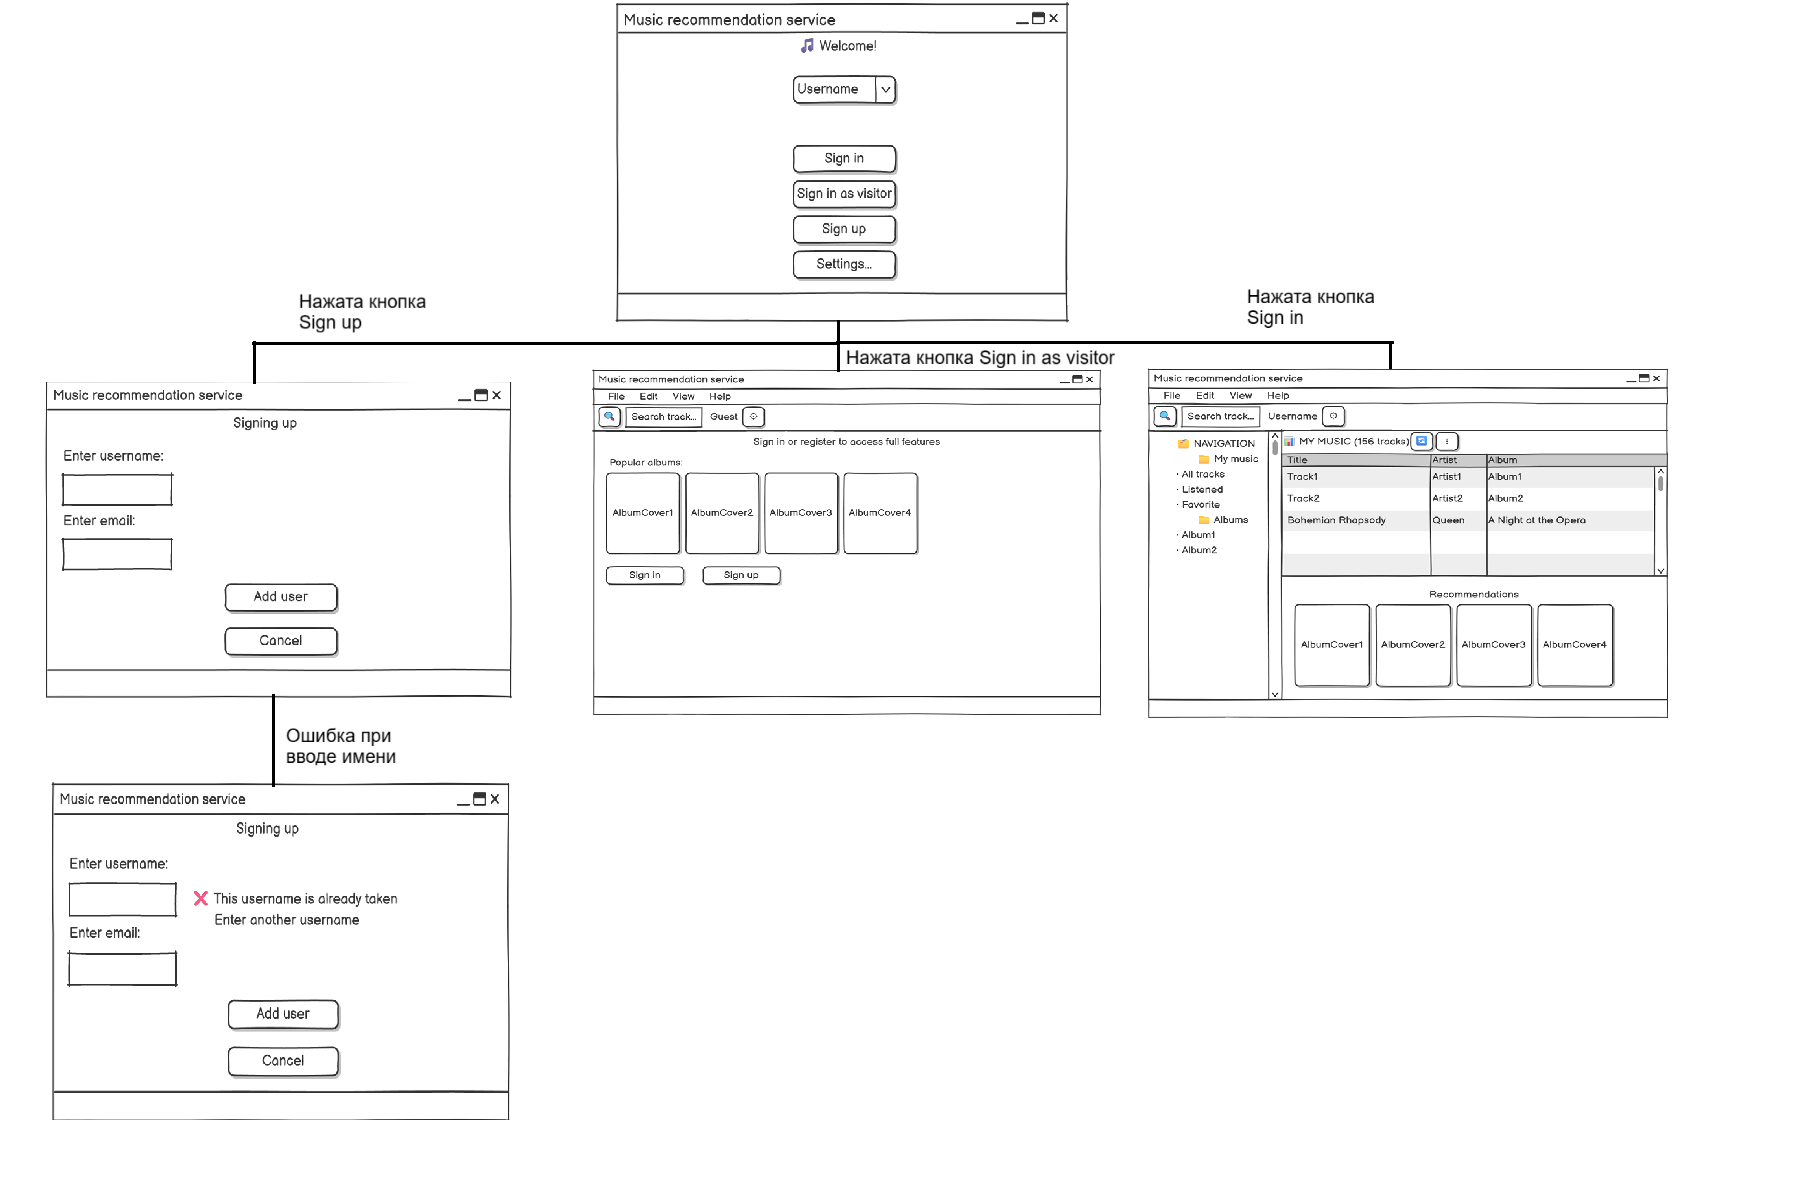 Music recommendation service
🎵 Welcome!
Username
Sign in
Sign in as visitor
Sign up
Settings...
Нажата кнопка
Sign up
Нажата кнопка Sign in as visitor
Нажата кнопка
Sign in
Music recommendation service
Signing up
Enter username:
Enter email:
Add user
Cancel
Ошибка при
вводе имени
Music recommendation service
Signing up
Enter username:
This username is already taken
Enter another username
Enter email:
Add user
Cancel
Music recommendation service
File Edit View Help
Search track... Guest
Sign in or register to access full features
Popular albums:
AlbumCover1 AlbumCover2 AlbumCover3 AlbumCover4
Sign in Sign up
Music recommendation service
File Edit View Help
Search track... Username
NAVIGATION
My music
· All tracks
· Listened
· Favorite
Albums
· Album1
· Album2
MY MUSIC (156 tracks)
Title Artist Album
Track1 Artist1 Album1
Track2 Artist2 Album2
Bohemian Rhapsody Queen A Night at the Opera
Recommendations
AlbumCover1 AlbumCover2 AlbumCover3 AlbumCover4